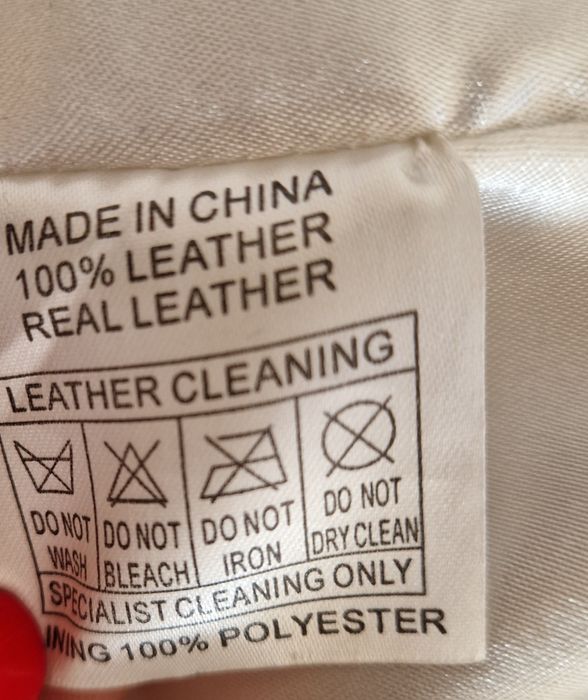 MADE IN CHINA
100% LEATHER
REAL LEATHER
LEATHER CLEANING
DO NOT WASH
DO NOT BLEACH
DO NOT IRON
DO NOT DRY CLEAN
SPECIALIST CLEANING ONLY
INING 100% POLYESTER